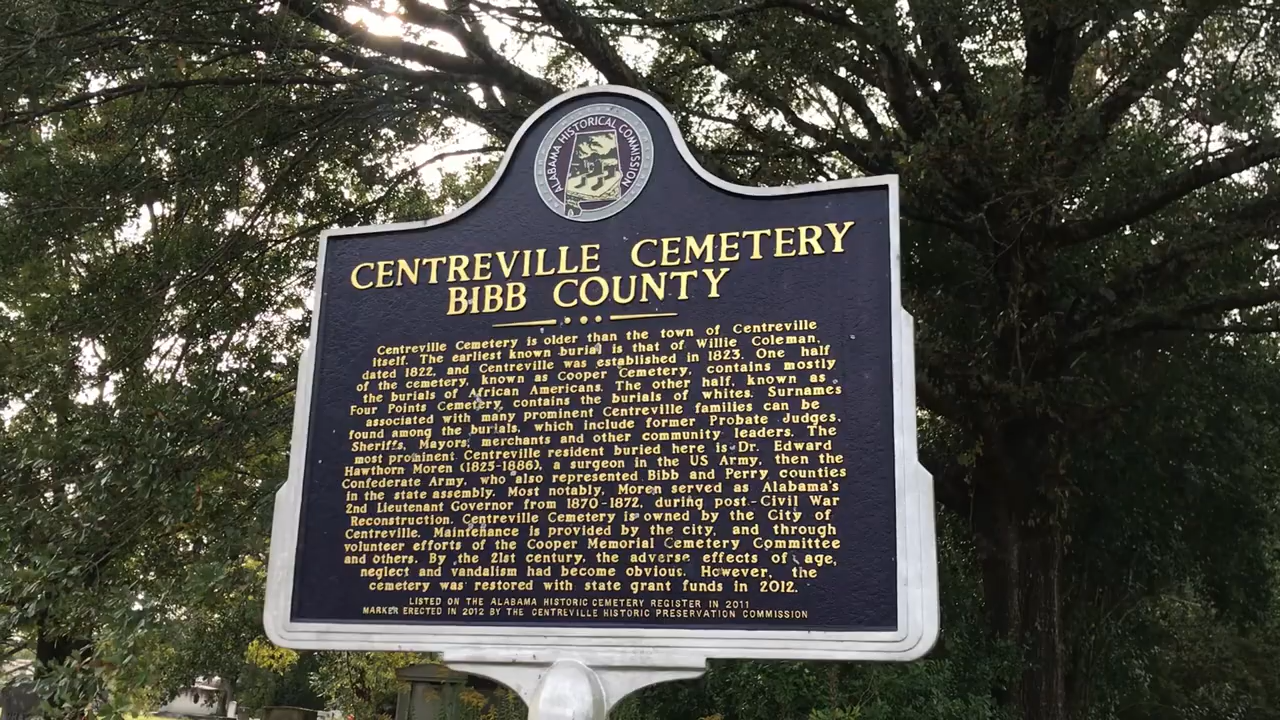 ALABAMA HISTORICAL COMMISSION
CENTREVILLE CEMETERY
BIBB COUNTY
Centreville Cemetery is older than the town of Centreville
itself. The earliest known burial is that of Willie Coleman,
dated 1822, and Centreville was established in 1823. One half
of the cemetery, known as Cooper Cemetery, contains mostly
the burials of African Americans. The other half, known as
Four Points Cemetery, contains the burials of whites. Surnames
associated with many prominent Centreville families can be
found among the burials, which include former Probate Judges,
Sheriffs, Mayors, merchants and other community leaders. The
most prominent Centreville resident buried here is Dr. Edward
Hawthorn Moren (1825-1886), a surgeon in the US Army, then the
Confederate Army, who also represented Bibb and Perry counties
in the state assembly. Most notably, Moren served as Alabama's
2nd Lieutenant Governor from 1870-1872, during post-Civil War
Reconstruction. Centreville Cemetery is owned by the City of
Centreville. Maintenance is provided by the city, and through
volunteer efforts of the Cooper Memorial Cemetery Committee
and others. By the 21st century, the adverse effects of age,
neglect and vandalism had become obvious. However, the
cemetery was restored with state grant funds in 2012.
LISTED ON THE ALABAMA HISTORIC CEMETERY REGISTER IN 2011
MARKER ERECTED IN 2012 BY THE CENTREVILLE HISTORIC PRESERVATION COMMISSION